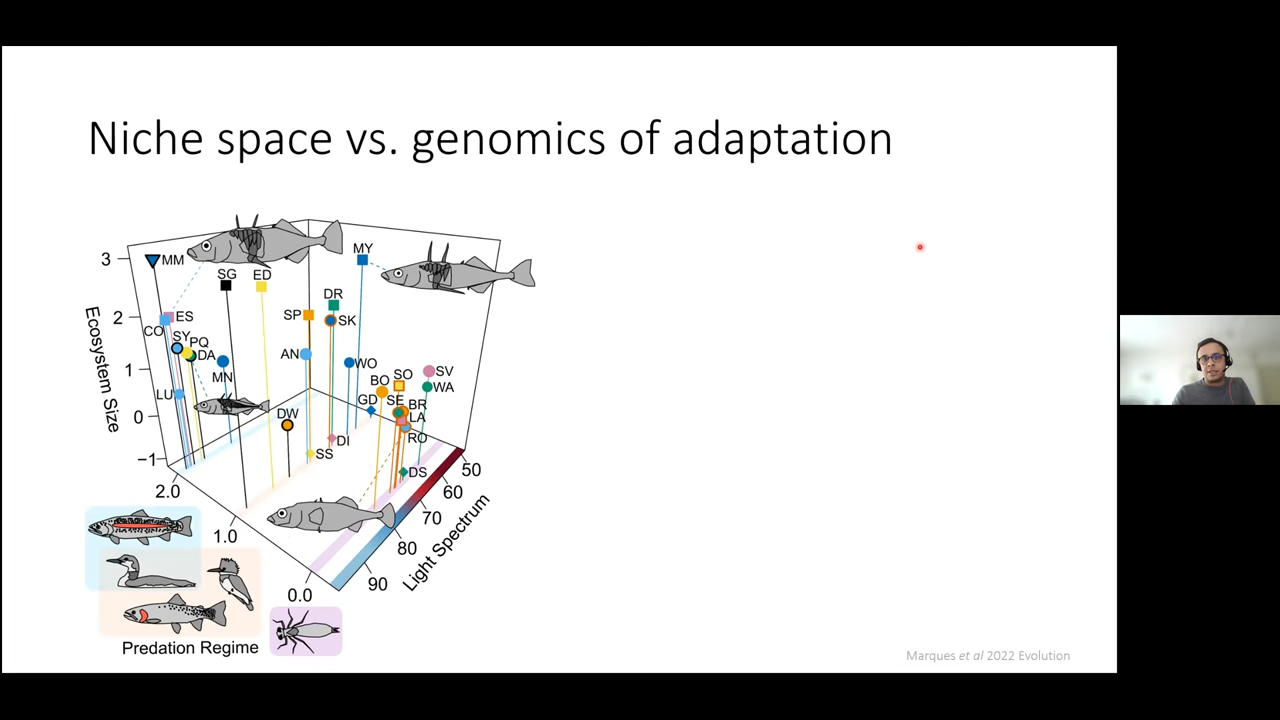 Niche space vs. genomics of adaptation
3
2
1
0
−1
Ecosystem Size
MM
MY
SG
ED
DR
ES
CO
SP
SK
SY
PQ
DA
AN
WO
MN
SV
BO
SO
WA
LU
GD
SE
BR
LA
DW
RO
DI
SS
DS
2.0
1.0
0.0
50
60
70
80
90
Light Spectrum
Predation Regime
Marques et al 2022 Evolution